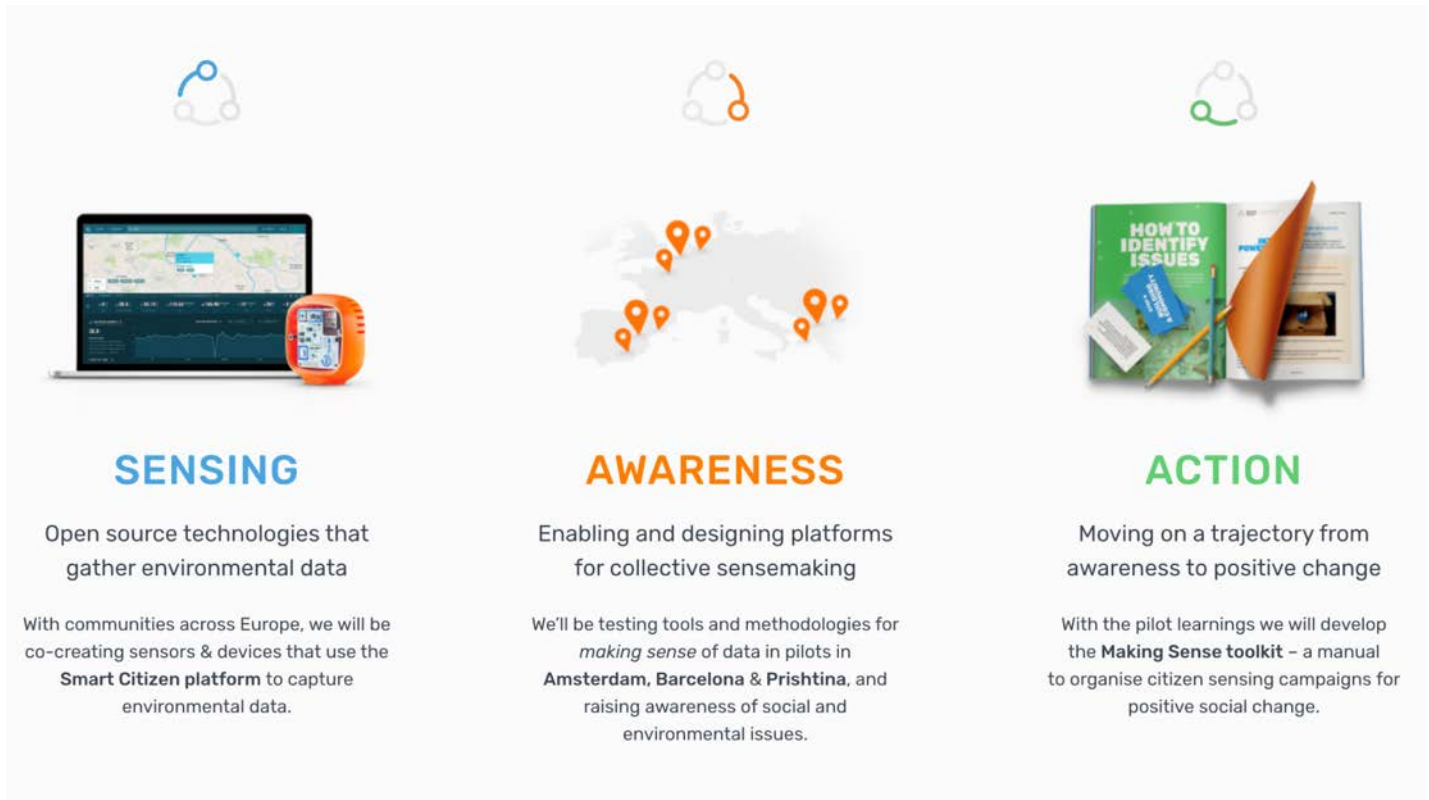 HOW TO
IDENTIFY
ISSUES
SENSING
Open source technologies that
gather environmental data
With communities across Europe, we will be
co-creating sensors & devices that use the
Smart Citizen platform to capture
environmental data.
AWARENESS
Enabling and designing platforms
for collective sensemaking
We'll be testing tools and methodologies for
making sense of data in pilots in
Amsterdam, Barcelona & Prishtina, and
raising awareness of social and
environmental issues.
ACTION
Moving on a trajectory from
awareness to positive change
With the pilot learnings we will develop
the Making Sense toolkit – a manual
to organise citizen sensing campaigns for
positive social change.